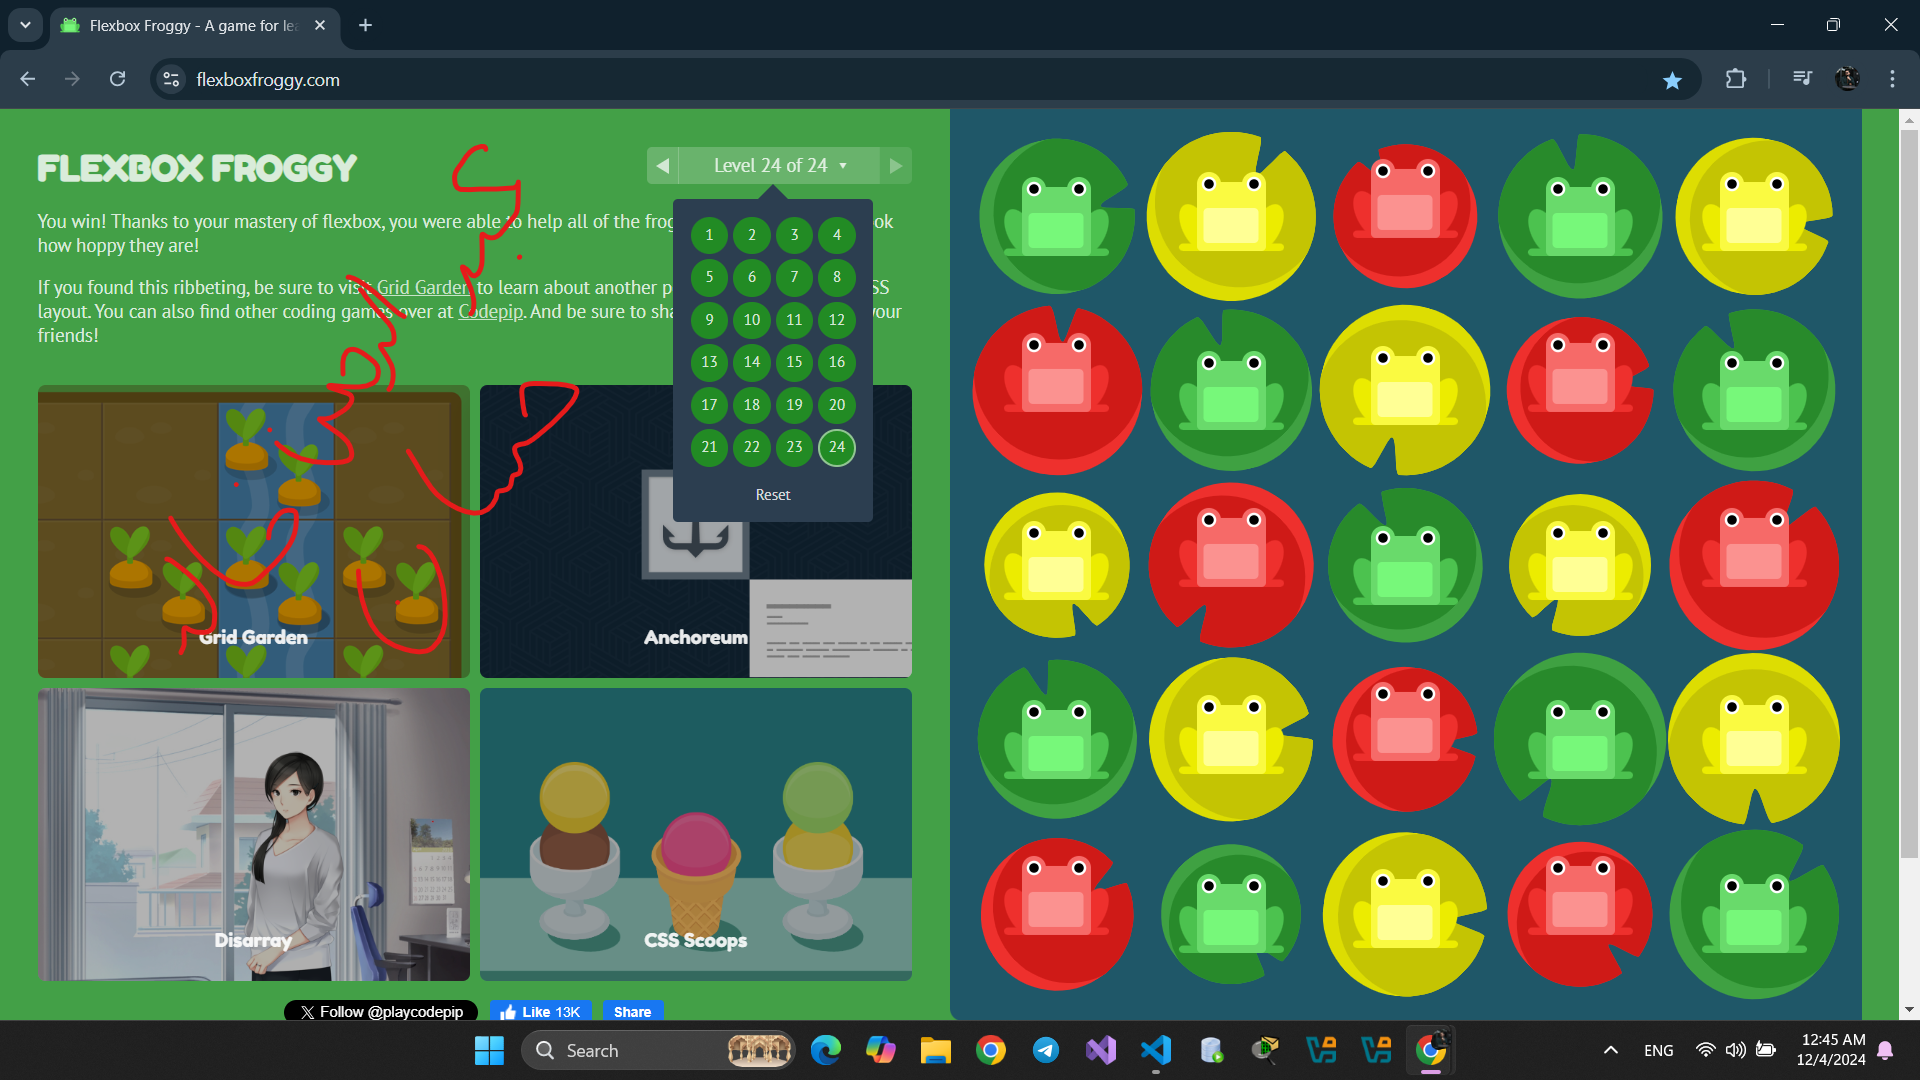 Flexbox Froggy - A game for lea
flexboxfroggy.com
FLEXBOX FROGGY
Level 24 of 24
You win! Thanks to your mastery of flexbox, you were able to help all of the frog
ook
how hoppy they are!
If you found this ribbeting, be sure to visit Grid Garden to learn about another p
SS
layout. You can also find other coding games over at Codepip. And be sure to sha
your
friends!
1 2 3 4
5 6 7 8
9 10 11 12
13 14 15 16
17 18 19 20
21 22 23 24
Reset
Grid Garden
Anchoreum
Disarray
CSS Scoops
Follow @playcodepip
Like 13K
Share
Search
ENG
12:45 AM
12/4/2024